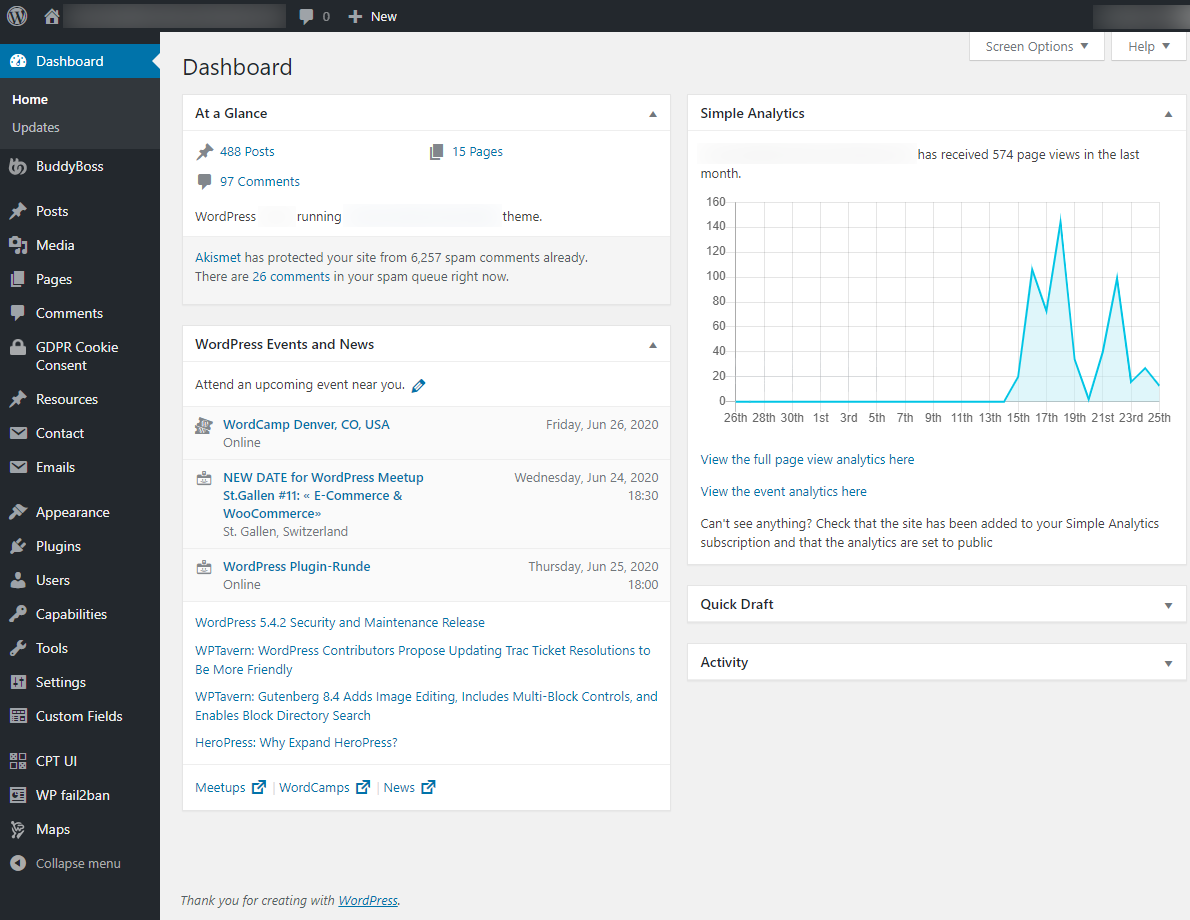 0 New
Screen Options Help
Dashboard
Home
Updates
BuddyBoss
Posts
Media
Pages
Comments
GDPR Cookie
Consent
Resources
Contact
Emails
Appearance
Plugins
Users
Capabilities
Tools
Settings
Custom Fields
CPT UI
WP fail2ban
Maps
Collapse menu
Dashboard
At a Glance
488 Posts 15 Pages
97 Comments
WordPress running theme.
Akismet has protected your site from 6,257 spam comments already.
There are 26 comments in your spam queue right now.
WordPress Events and News
Attend an upcoming event near you.
WordCamp Denver, CO, USA Friday, Jun 26, 2020
Online
NEW DATE for WordPress Meetup Wednesday, Jun 24, 2020
St.Gallen #11: « E-Commerce & 18:30
WooCommerce»
St. Gallen, Switzerland
WordPress Plugin-Runde Thursday, Jun 25, 2020
Online 18:00
WordPress 5.4.2 Security and Maintenance Release
WPTavern: WordPress Contributors Propose Updating Trac Ticket Resolutions to
Be More Friendly
WPTavern: Gutenberg 8.4 Adds Image Editing, Includes Multi-Block Controls, and
Enables Block Directory Search
HeroPress: Why Expand HeroPress?
Meetups | WordCamps | News
Simple Analytics
has received 574 page views in the last
month.
160
140
120
100
80
60
40
20
0
26th 28th 30th 1st 3rd 5th 7th 9th 11th 13th 15th 17th 19th 21st 23rd 25th
View the full page view analytics here
View the event analytics here
Can't see anything? Check that the site has been added to your Simple Analytics
subscription and that the analytics are set to public
Quick Draft
Activity
Thank you for creating with WordPress.